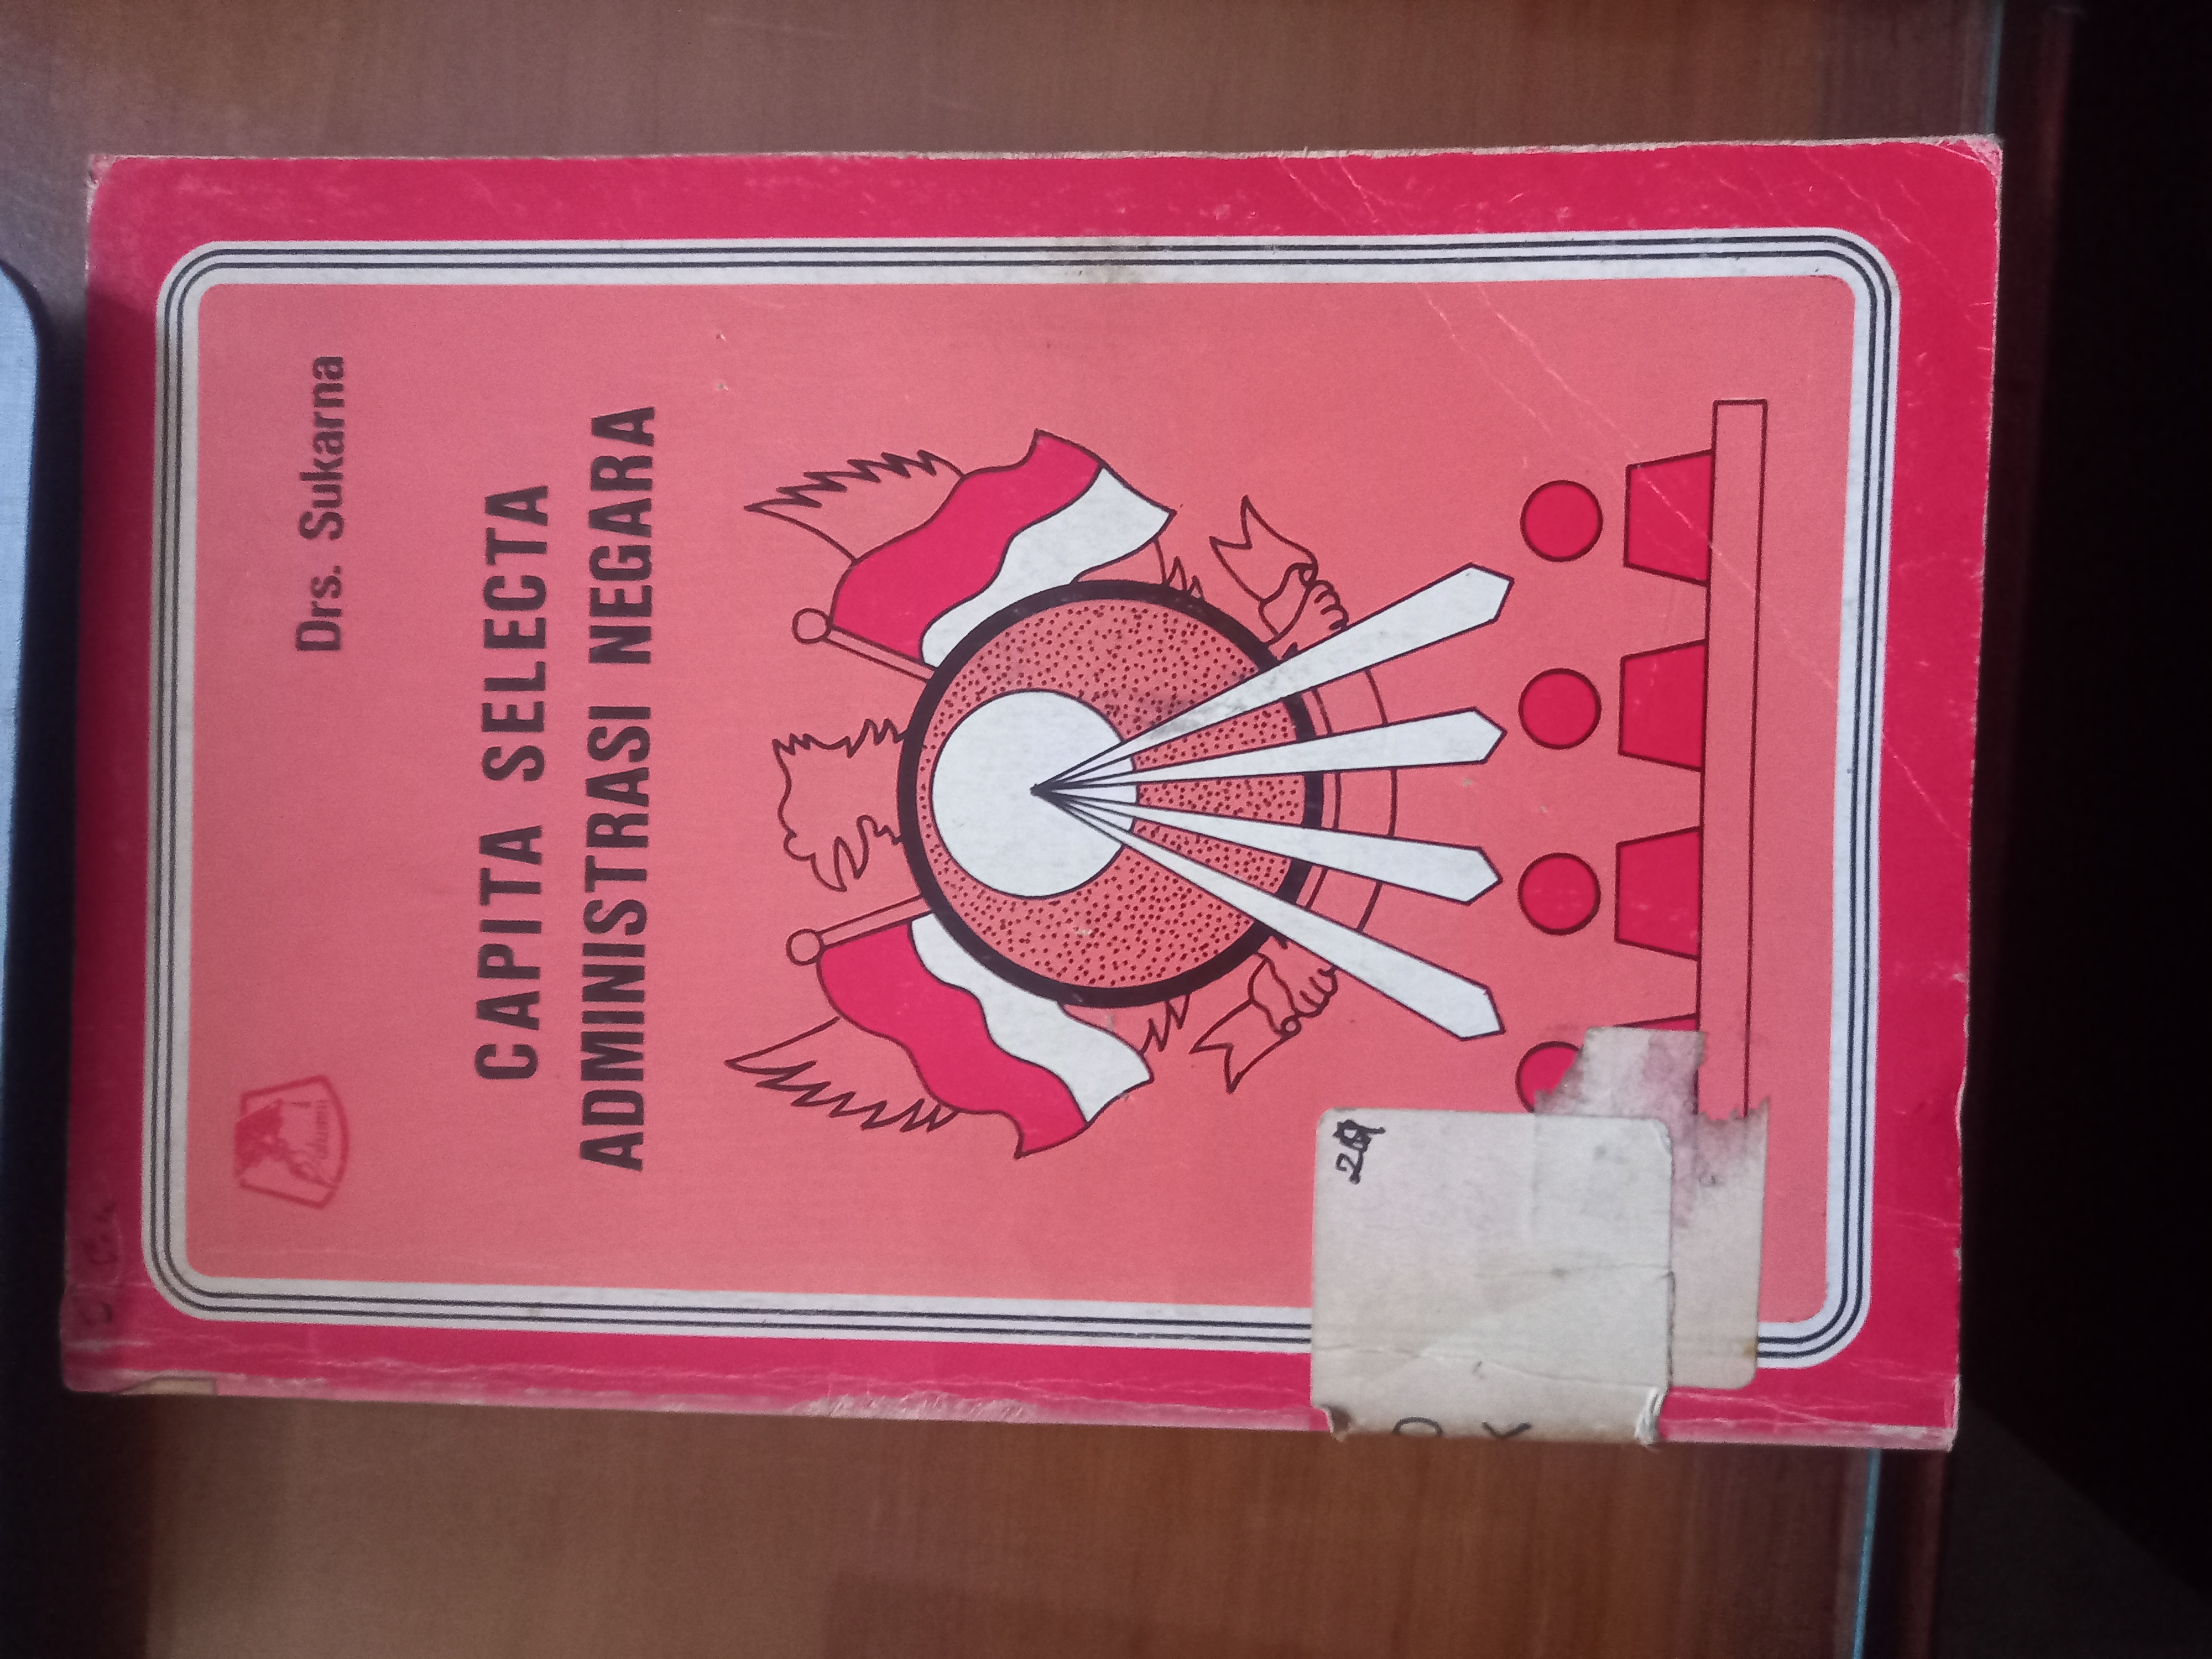 Drs. Sukarna
CAPITA SELECTA
ADMINISTRASI NEGARA